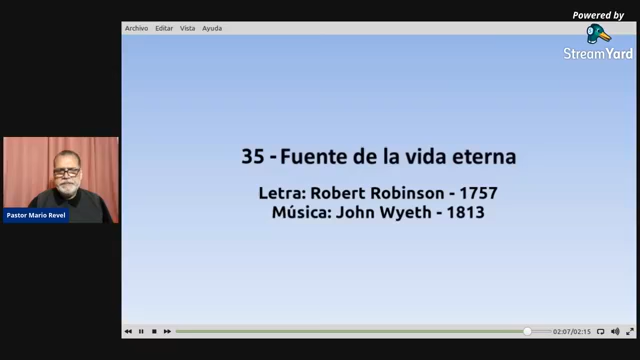 Powered by
StreamYard
Archivo Editar Vista Ayuda
35 - Fuente de la vida eterna
Letra: Robert Robinson - 1757
Música: John Wyeth - 1813
Pastor Mario Revel
02:07/02:15